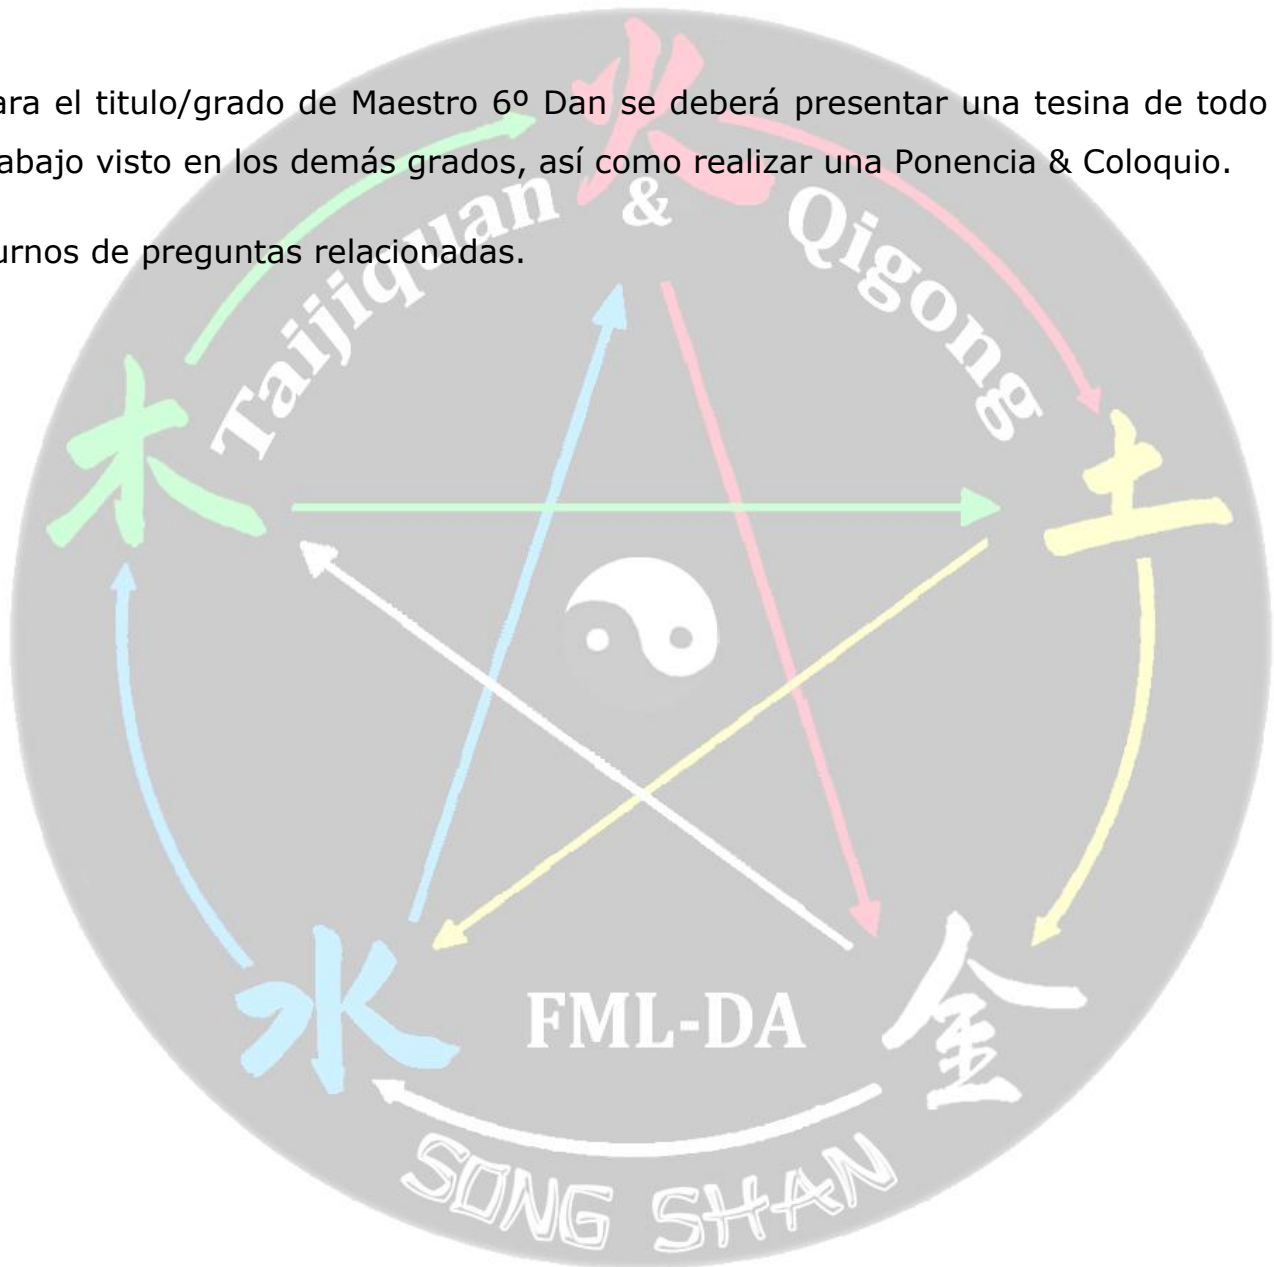 ara el titulo/grado de Maestro 6º Dan se deberá presentar una tesina de todo
abajo visto en los demás grados, así como realizar una Ponencia & Coloquio.
urnos de preguntas relacionadas.
火
Taijiquan & Qigong
木
土
水
FML-DA
金
SONG SHAN